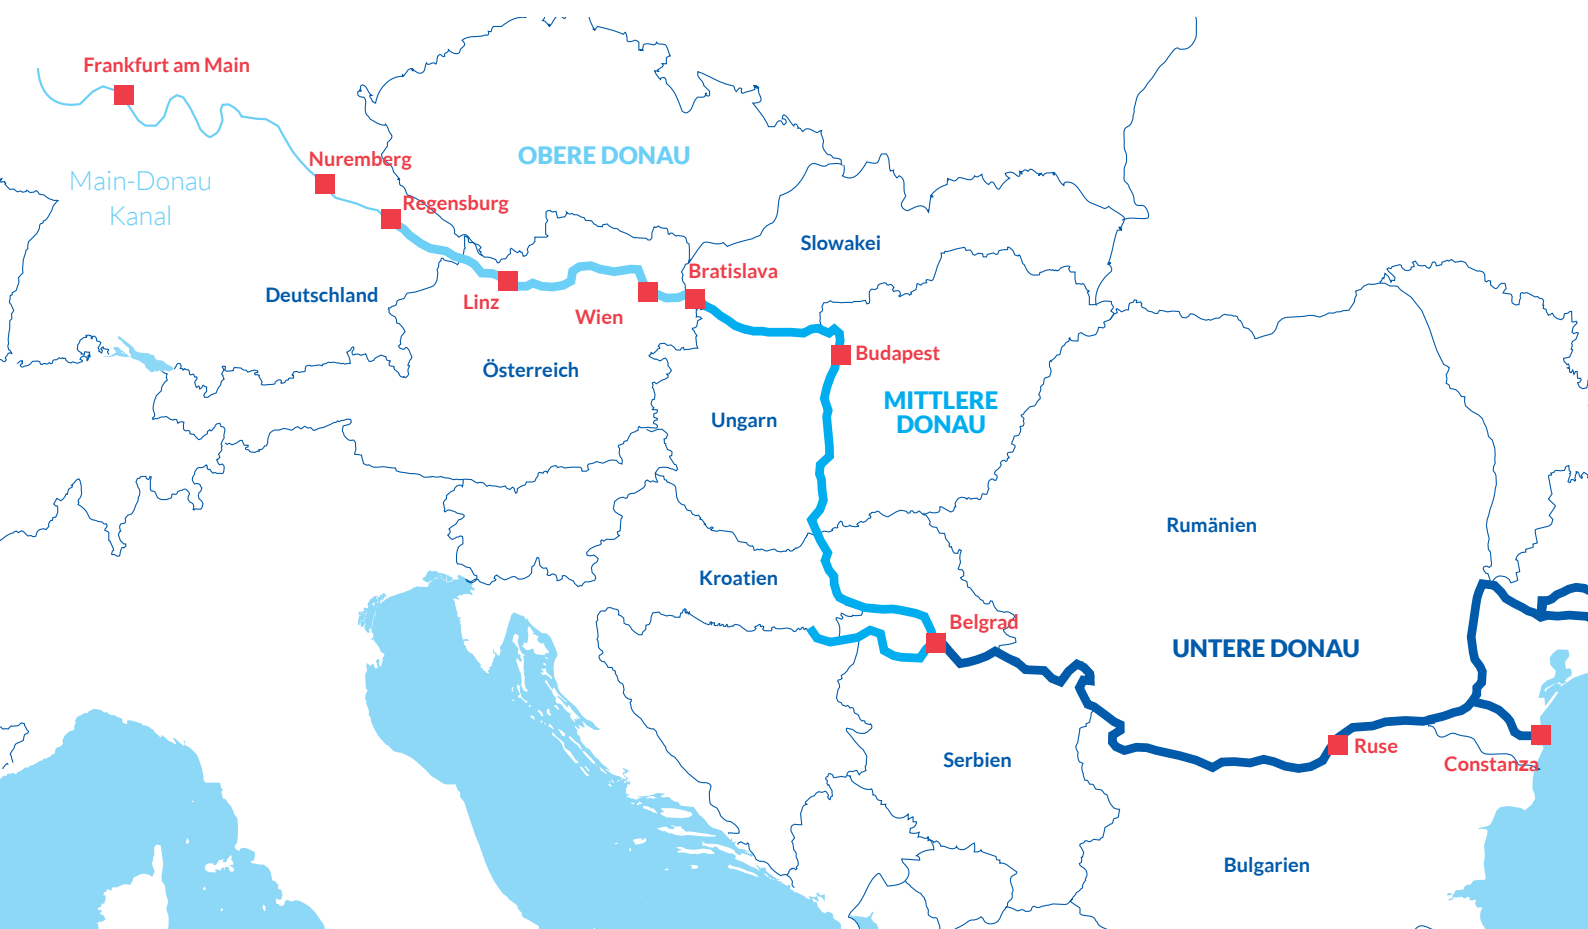 Frankfurt am Main
Nuremberg
OBERE DONAU
Main-Donau
Kanal
Regensburg
Slowakei
Bratislava
Deutschland
Linz
Wien
Budapest
Österreich
MITTLERE
DONAU
Ungarn
Rumänien
Kroatien
Belgrad
UNTERE DONAU
Ruse
Serbien
Constanza
Bulgarien